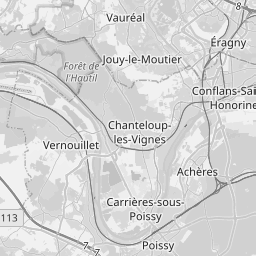 Vauréal
8
Éragny
Forêt de
l'Hautil
Jouy-le-Moutier
Conflans-Sai
Honorine
Chanteloup-
les-Vignes
Vernouillet
Achères
Carrières-sous-
Poissy
113
7
7
Poissy